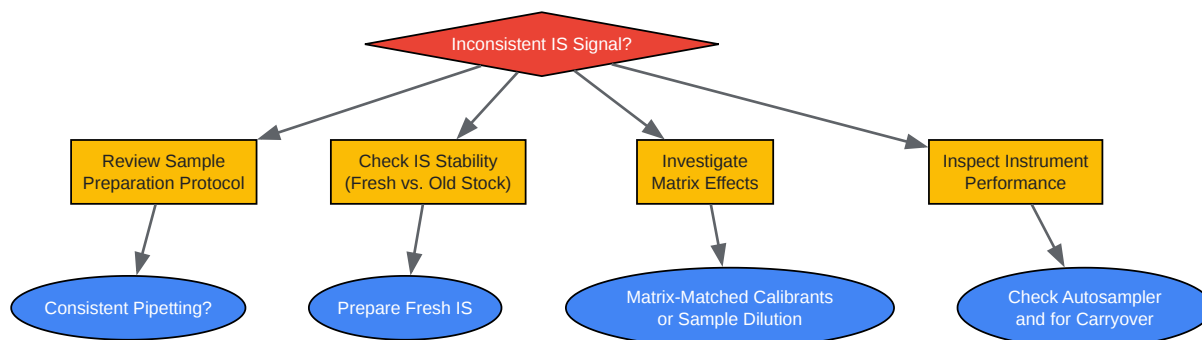 Inconsistent IS Signal?
Review Sample
Preparation Protocol
Check IS Stability
(Fresh vs. Old Stock)
Investigate
Matrix Effects
Inspect Instrument
Performance
Consistent Pipetting?
Prepare Fresh IS
Matrix-Matched Calibrants
or Sample Dilution
Check Autosampler
and for Carryover